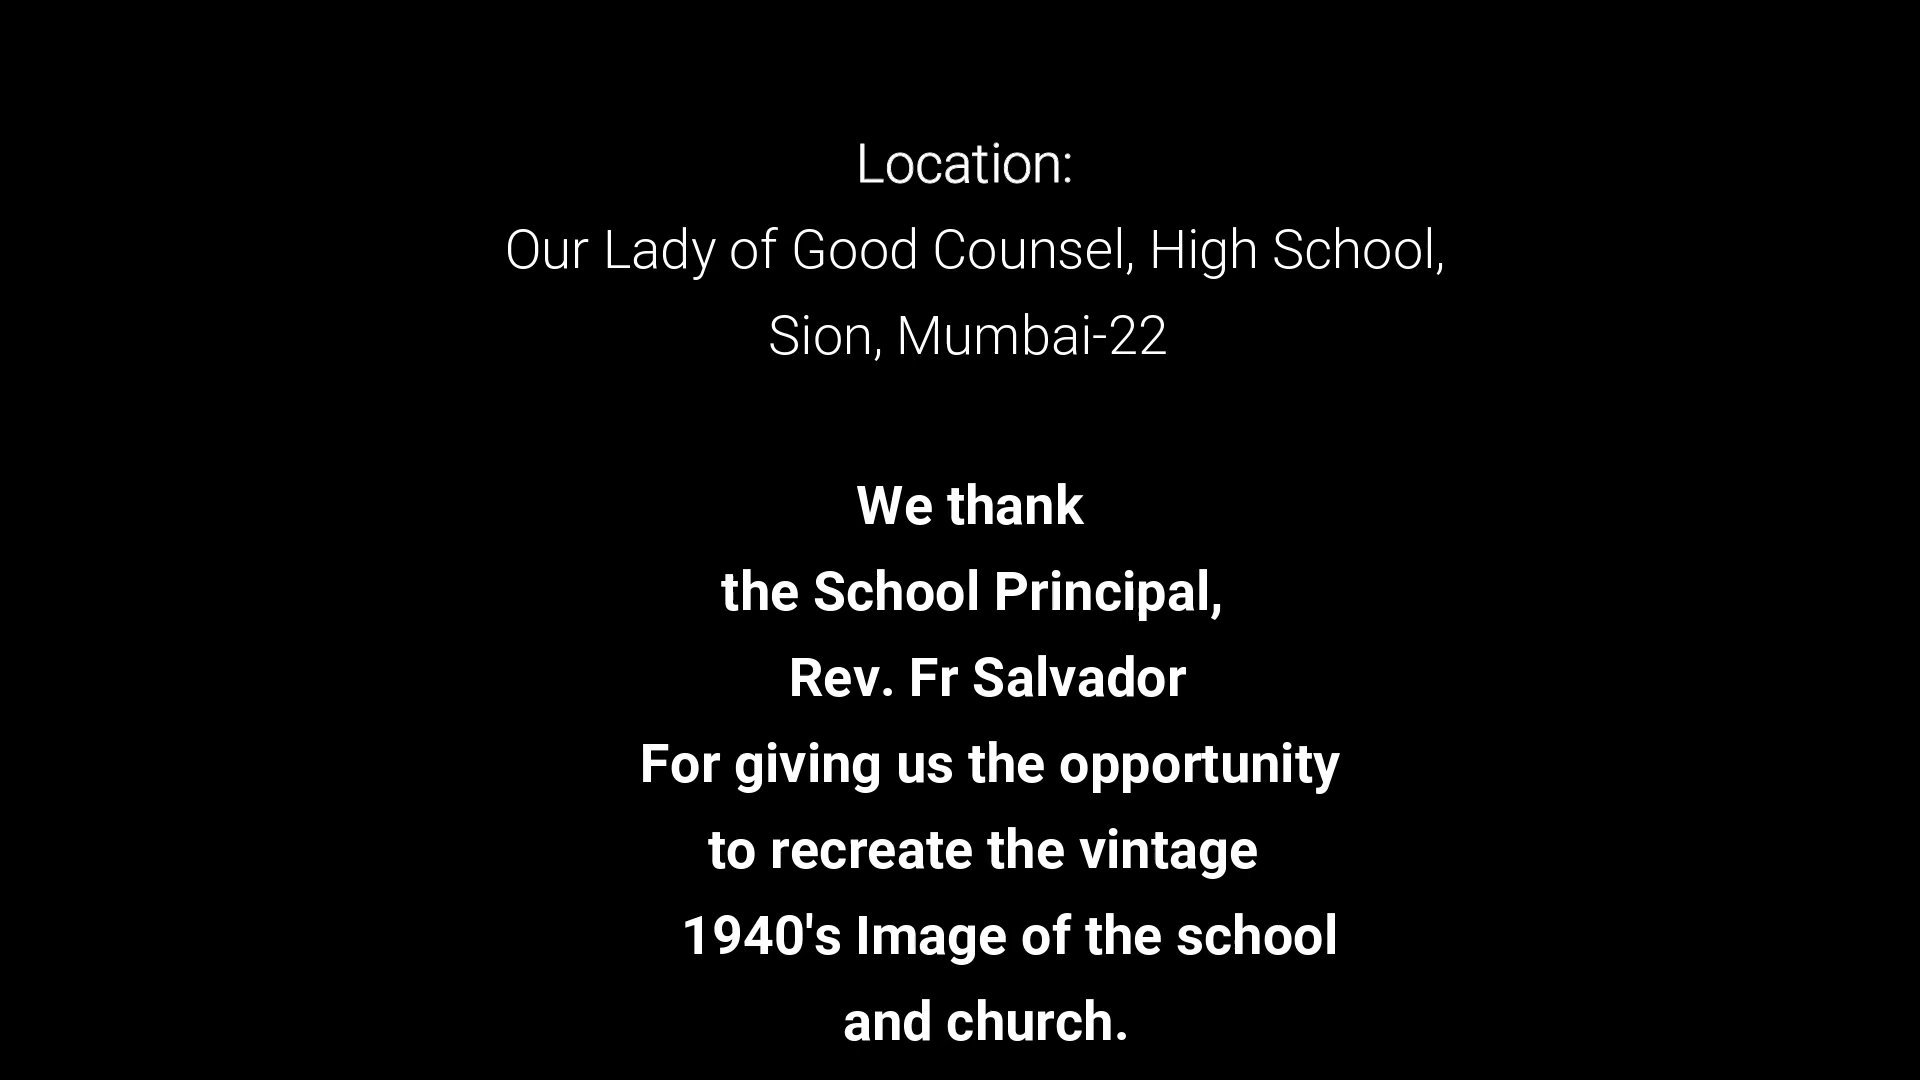 Location:
Our Lady of Good Counsel, High School,
Sion, Mumbai-22
We thank
the School Principal,
Rev. Fr Salvador
For giving us the opportunity
to recreate the vintage
1940's Image of the school
and church.